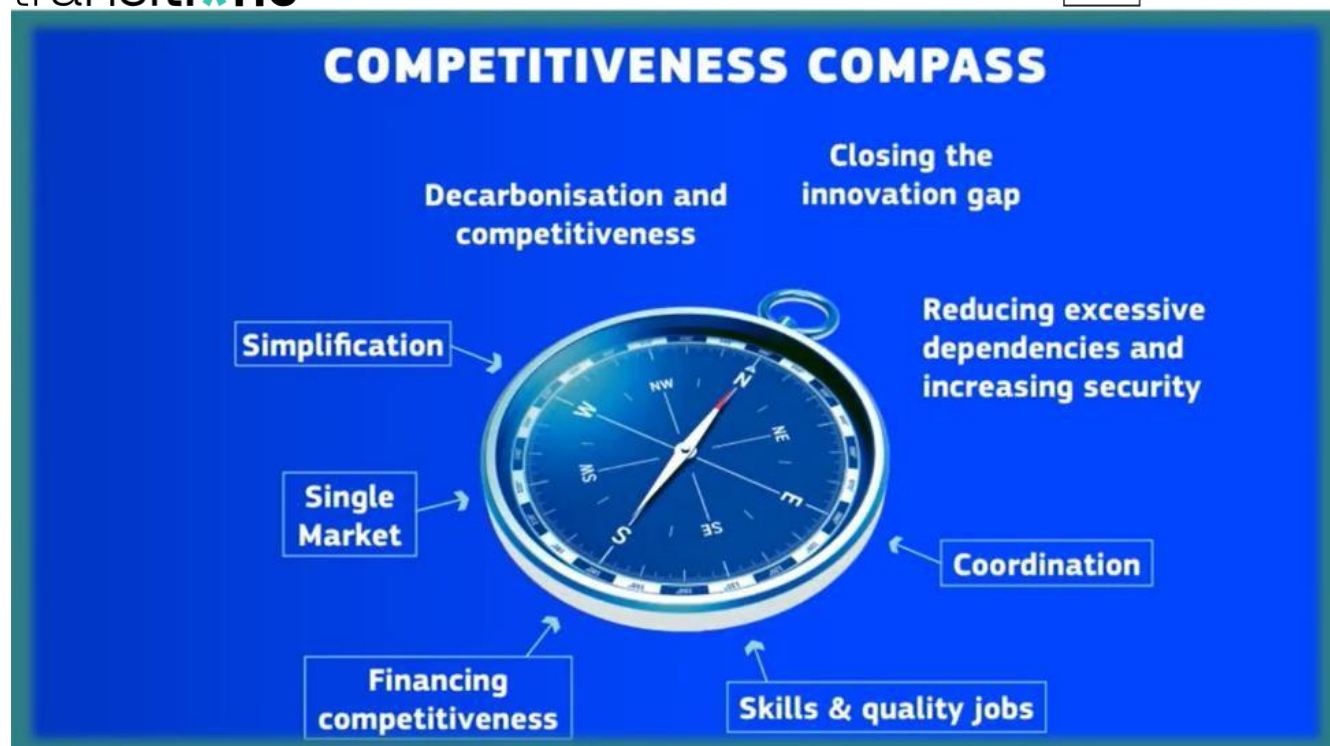 COMPETITIVENESS COMPASS
Closing the
innovation gap
Decarbonisation and
competitiveness
Reducing excessive
dependencies and
increasing security
Simplification
Single
Market
Coordination
Financing
competitiveness
Skills & quality jobs
N
NE
E
SE
S
SW
W
NW